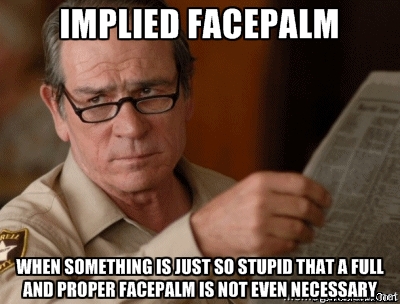 IMPLIED FACEPALM
WHEN SOMETHING IS JUST SO STUPID THAT A FULL
AND PROPER FACEPALM IS NOT EVEN NECESSARY.